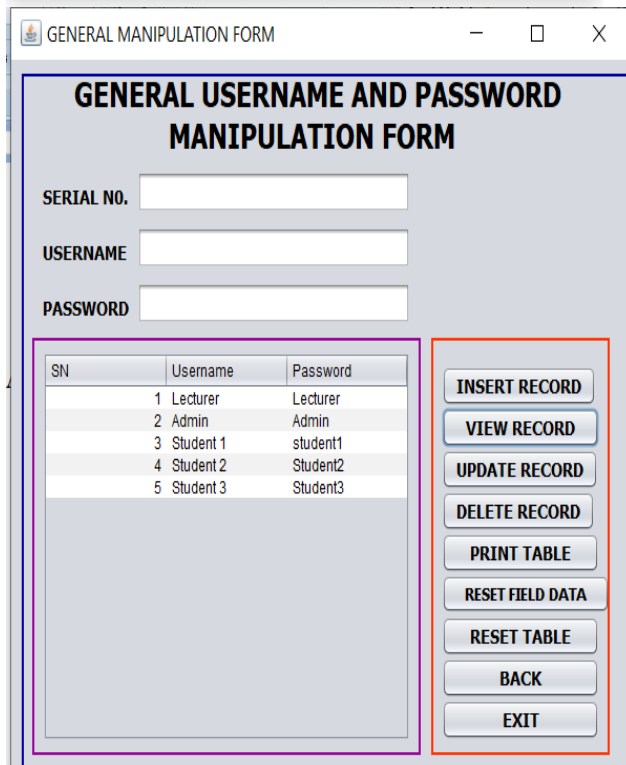 GENERAL MANIPULATION FORM
GENERAL USERNAME AND PASSWORD
MANIPULATION FORM
SERIAL N0.
USERNAME
PASSWORD
SN Username Password
1 Lecturer Lecturer
2 Admin Admin
3 Student 1 student1
4 Student 2 Student2
5 Student 3 Student3
INSERT RECORD
VIEW RECORD
UPDATE RECORD
DELETE RECORD
PRINT TABLE
RESET FIELD DATA
RESET TABLE
BACK
EXIT